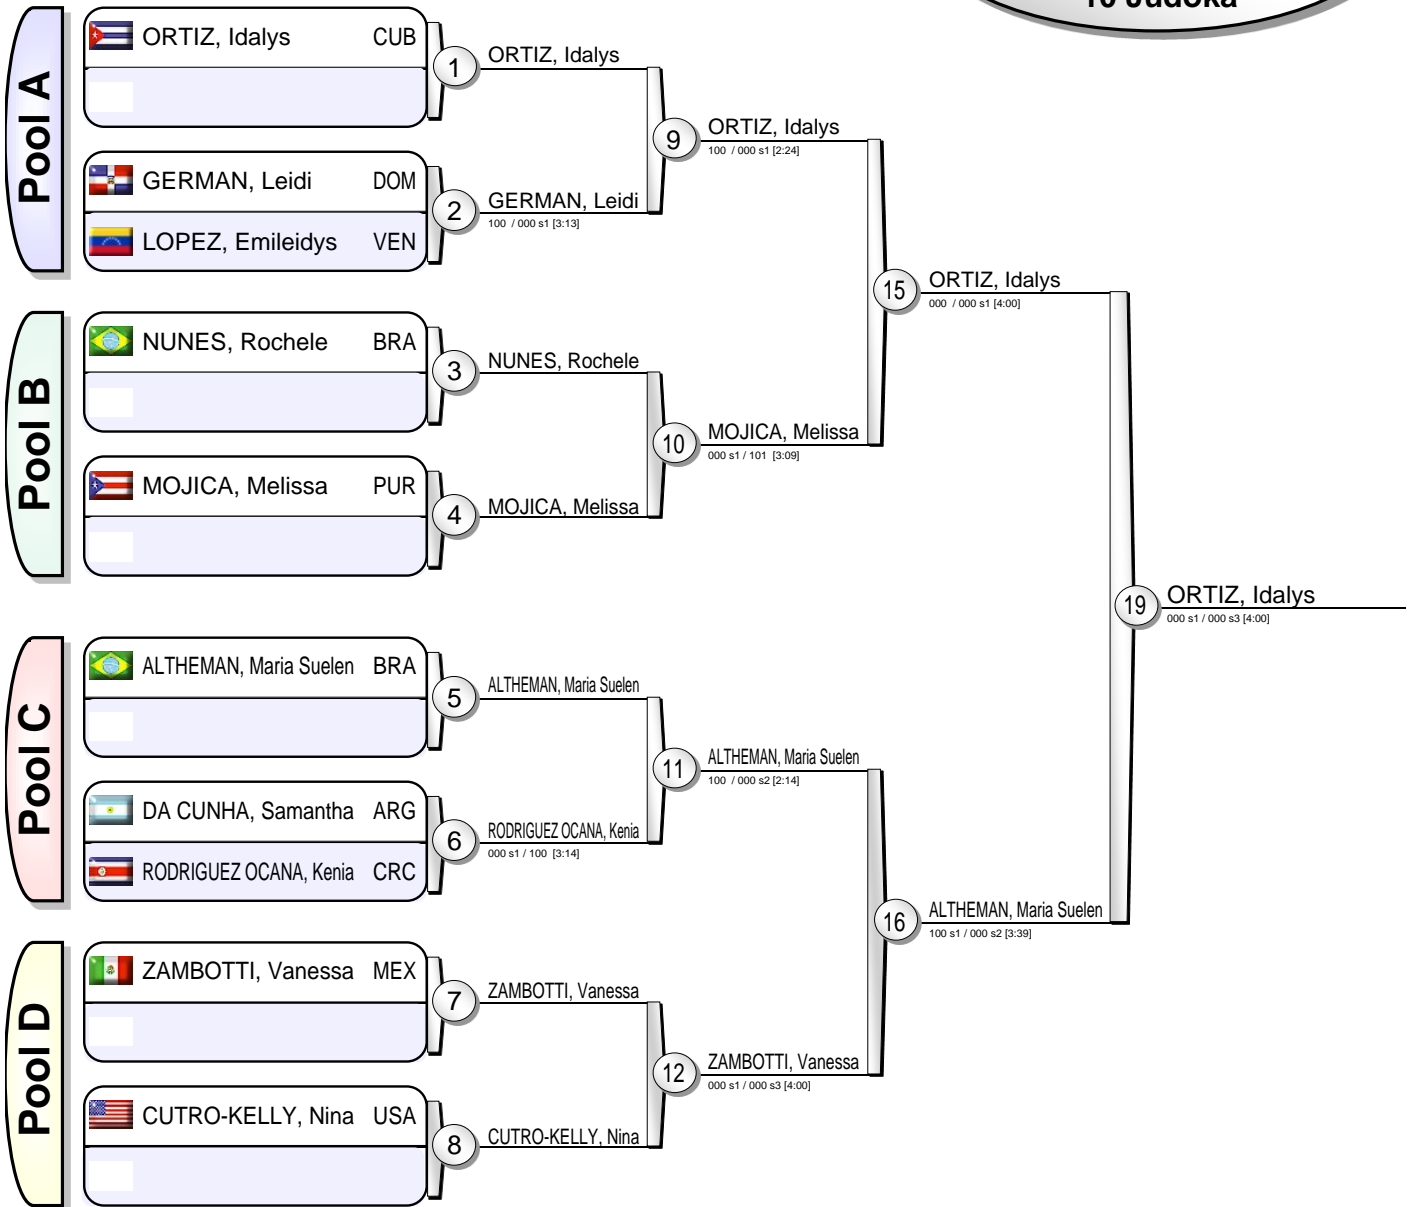 10 Judoka
Pool A
ORTIZ, Idalys CUB
1
ORTIZ, Idalys
GERMAN, Leidi DOM
LOPEZ, Emileidys VEN
2
GERMAN, Leidi
100 / 000 s1 [3:13]
9
ORTIZ, Idalys
100 / 000 s1 [2:24]
Pool B
NUNES, Rochele BRA
3
NUNES, Rochele
MOJICA, Melissa PUR
4
MOJICA, Melissa
10
MOJICA, Melissa
000 s1 / 101 [3:09]
15
ORTIZ, Idalys
000 / 000 s1 [4:00]
Pool C
ALTHEMAN, Maria Suelen BRA
5
ALTHEMAN, Maria Suelen
DA CUNHA, Samantha ARG
RODRIGUEZ OCANA, Kenia CRC
6
RODRIGUEZ OCANA, Kenia
000 s1 / 100 [3:14]
11
ALTHEMAN, Maria Suelen
100 / 000 s2 [2:14]
Pool D
ZAMBOTTI, Vanessa MEX
7
ZAMBOTTI, Vanessa
CUTRO-KELLY, Nina USA
8
CUTRO-KELLY, Nina
12
ZAMBOTTI, Vanessa
000 s1 / 000 s3 [4:00]
16
ALTHEMAN, Maria Suelen
100 s1 / 000 s2 [3:39]
19
ORTIZ, Idalys
000 s1 / 000 s3 [4:00]